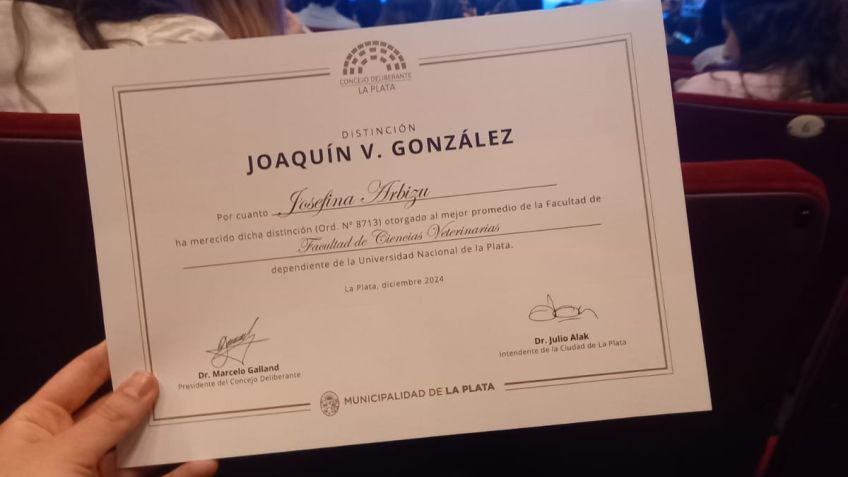 CONCEJO DELIBERANTE
LA PLATA
DISTINCIÓN
JOAQUÍN V. GONZÁLEZ
Por cuanto Josefina Arbizu
ha merecido dicha distinción (Ord. Nº 8713) otorgado al mejor promedio de la Facultad de
Facultad de Ciencias Veterinarias
dependiente de la Universidad Nacional de la Plata.
La Plata, diciembre 2024
Dr. Marcelo Galland
Presidente del Concejo Deliberante
Dr. Julio Alak
Intendente de la Ciudad de La Plata
MUNICIPALIDAD DE LA PLATA
6